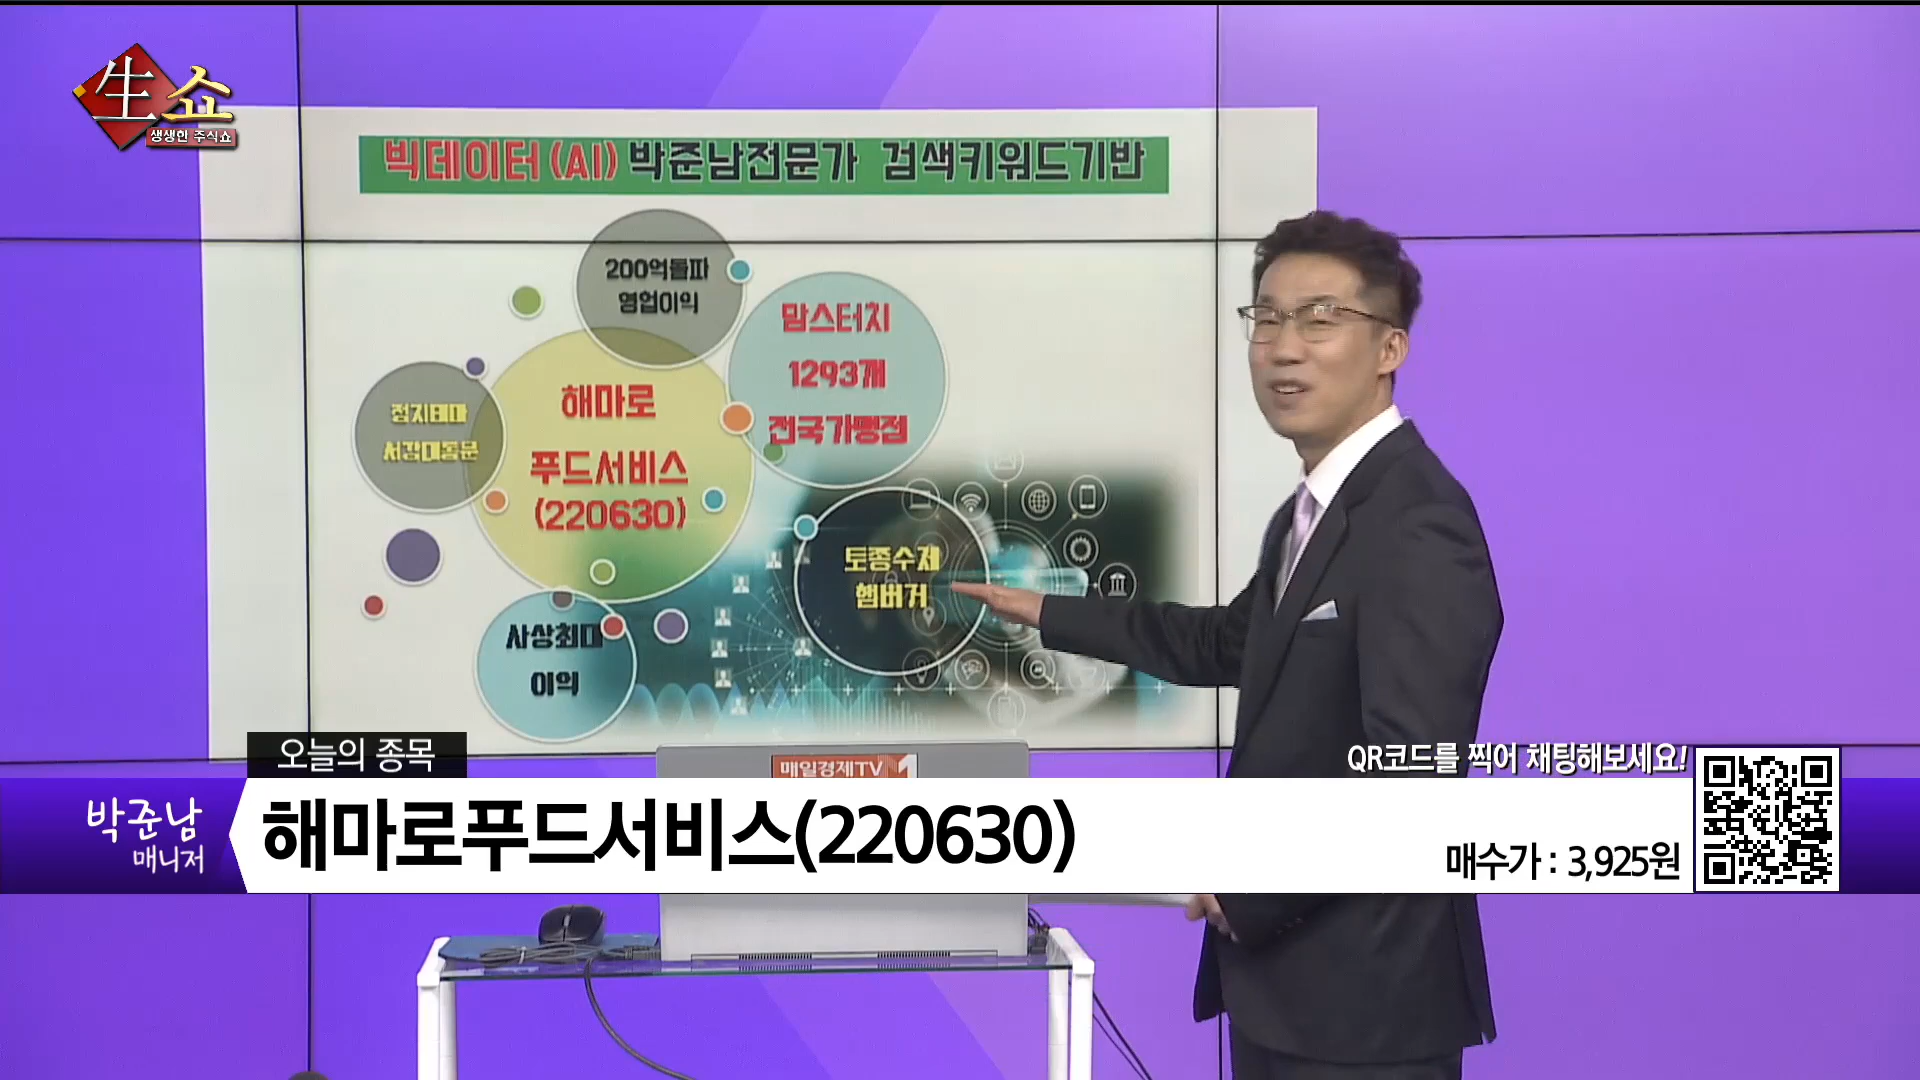 生쇼
생생한 주식쇼
빅데이터(AI) 박준남전문가 검색키워드기반
200억돌파
영업이익
맘스터치
1293개
전국가맹점
정치테마
서강대동문
해마로
푸드서비스
(220630)
토종수제
햄버거
사상최대
이익
오늘의 종목
매일경제TV
QR코드를 찍어 채팅해보세요!
박준남
매니저
해마로푸드서비스(220630)
매수가 : 3,925원